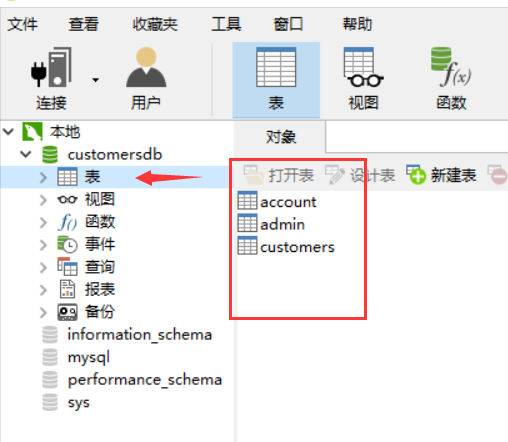 文件 查看 收藏夹 工具 窗口 帮助
连接 用户 表 视图 f(x) 函数
本地 对象
customersdb
表 打开表 设计表 新建表
视图 account
f() 函数 admin
事件 customers
查询
报表
备份
information_schema
mysql
performance_schema
sys